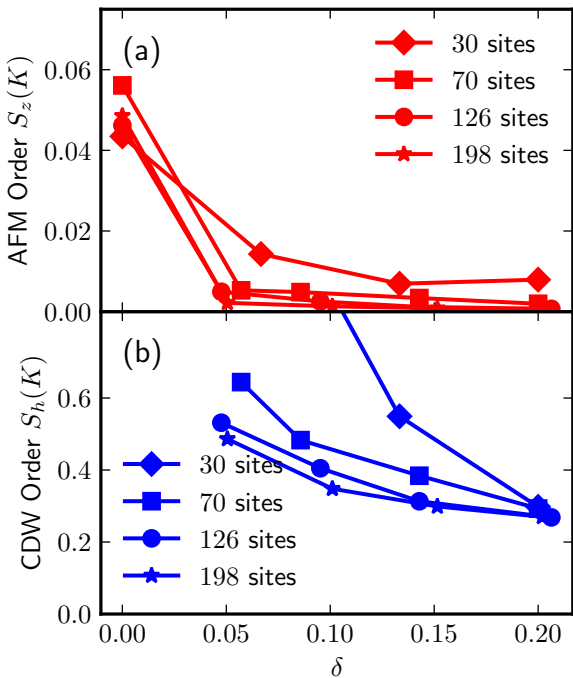 (a)
30 sites
70 sites
126 sites
198 sites
AFM Order $S_z(K)$
0.06
0.04
0.02
0.00
(b)
30 sites
70 sites
126 sites
198 sites
CDW Order $S_h(K)$
0.6
0.4
0.2
0.0
0.00 0.05 0.10 0.15 0.20
δ